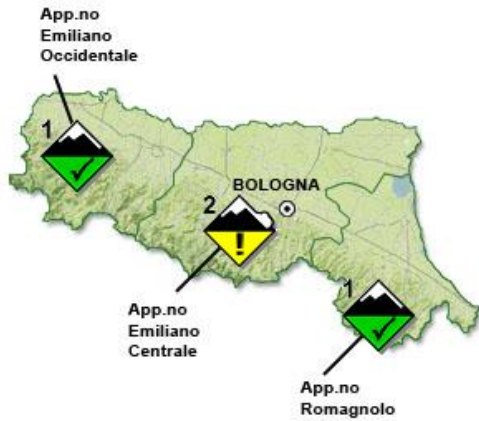 App.no
Emiliano
Occidentale
1
BOLOGNA
2
!
1
App.no
Emiliano
Centrale
App.no
Romagnolo